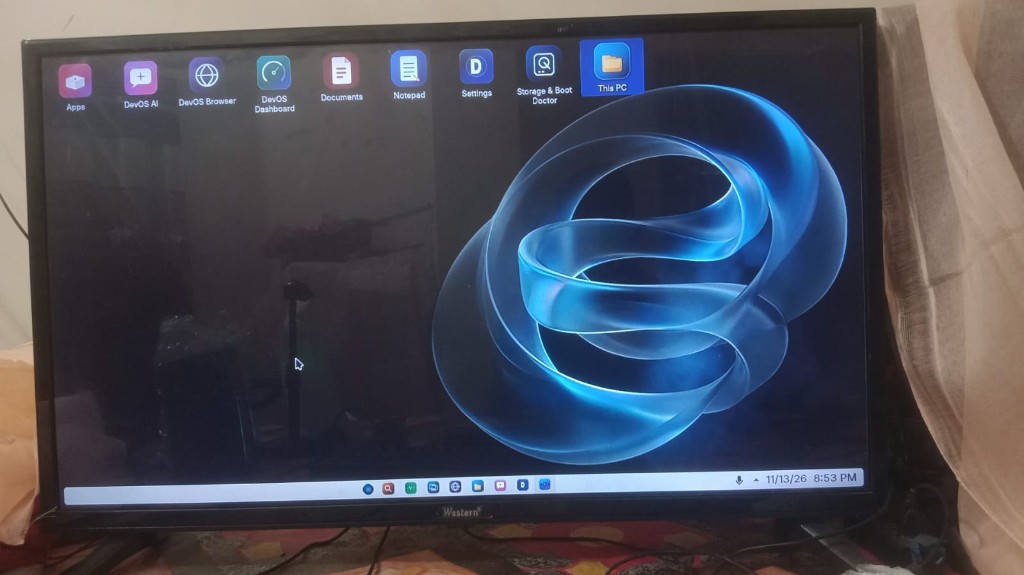 Apps
DevOS AI
DevOS Browser
DevOS
Dashboard
Documents
Notepad
D
Settings
Storage & Boot
Doctor
This PC
11/13/26 8:53 PM
Western